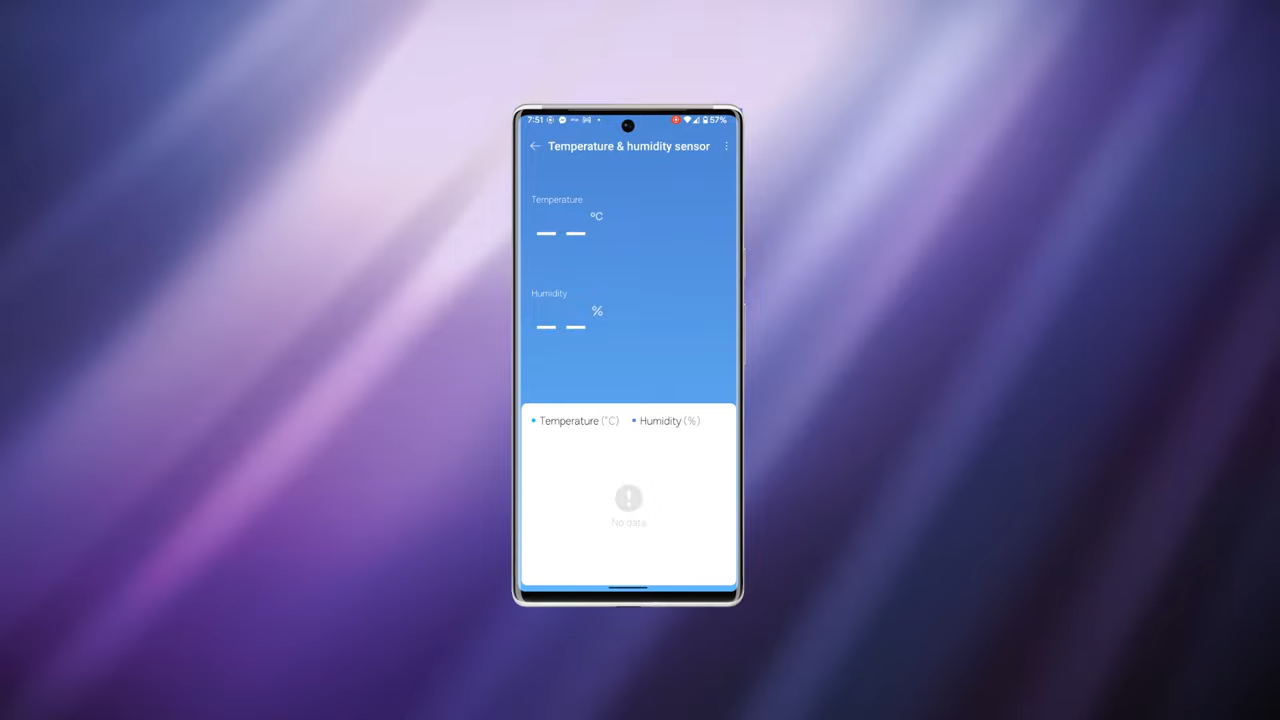 7:51 57%
Temperature & humidity sensor
Temperature
°C
— —
Humidity
%
— —
Temperature (°C) Humidity (%)
No data